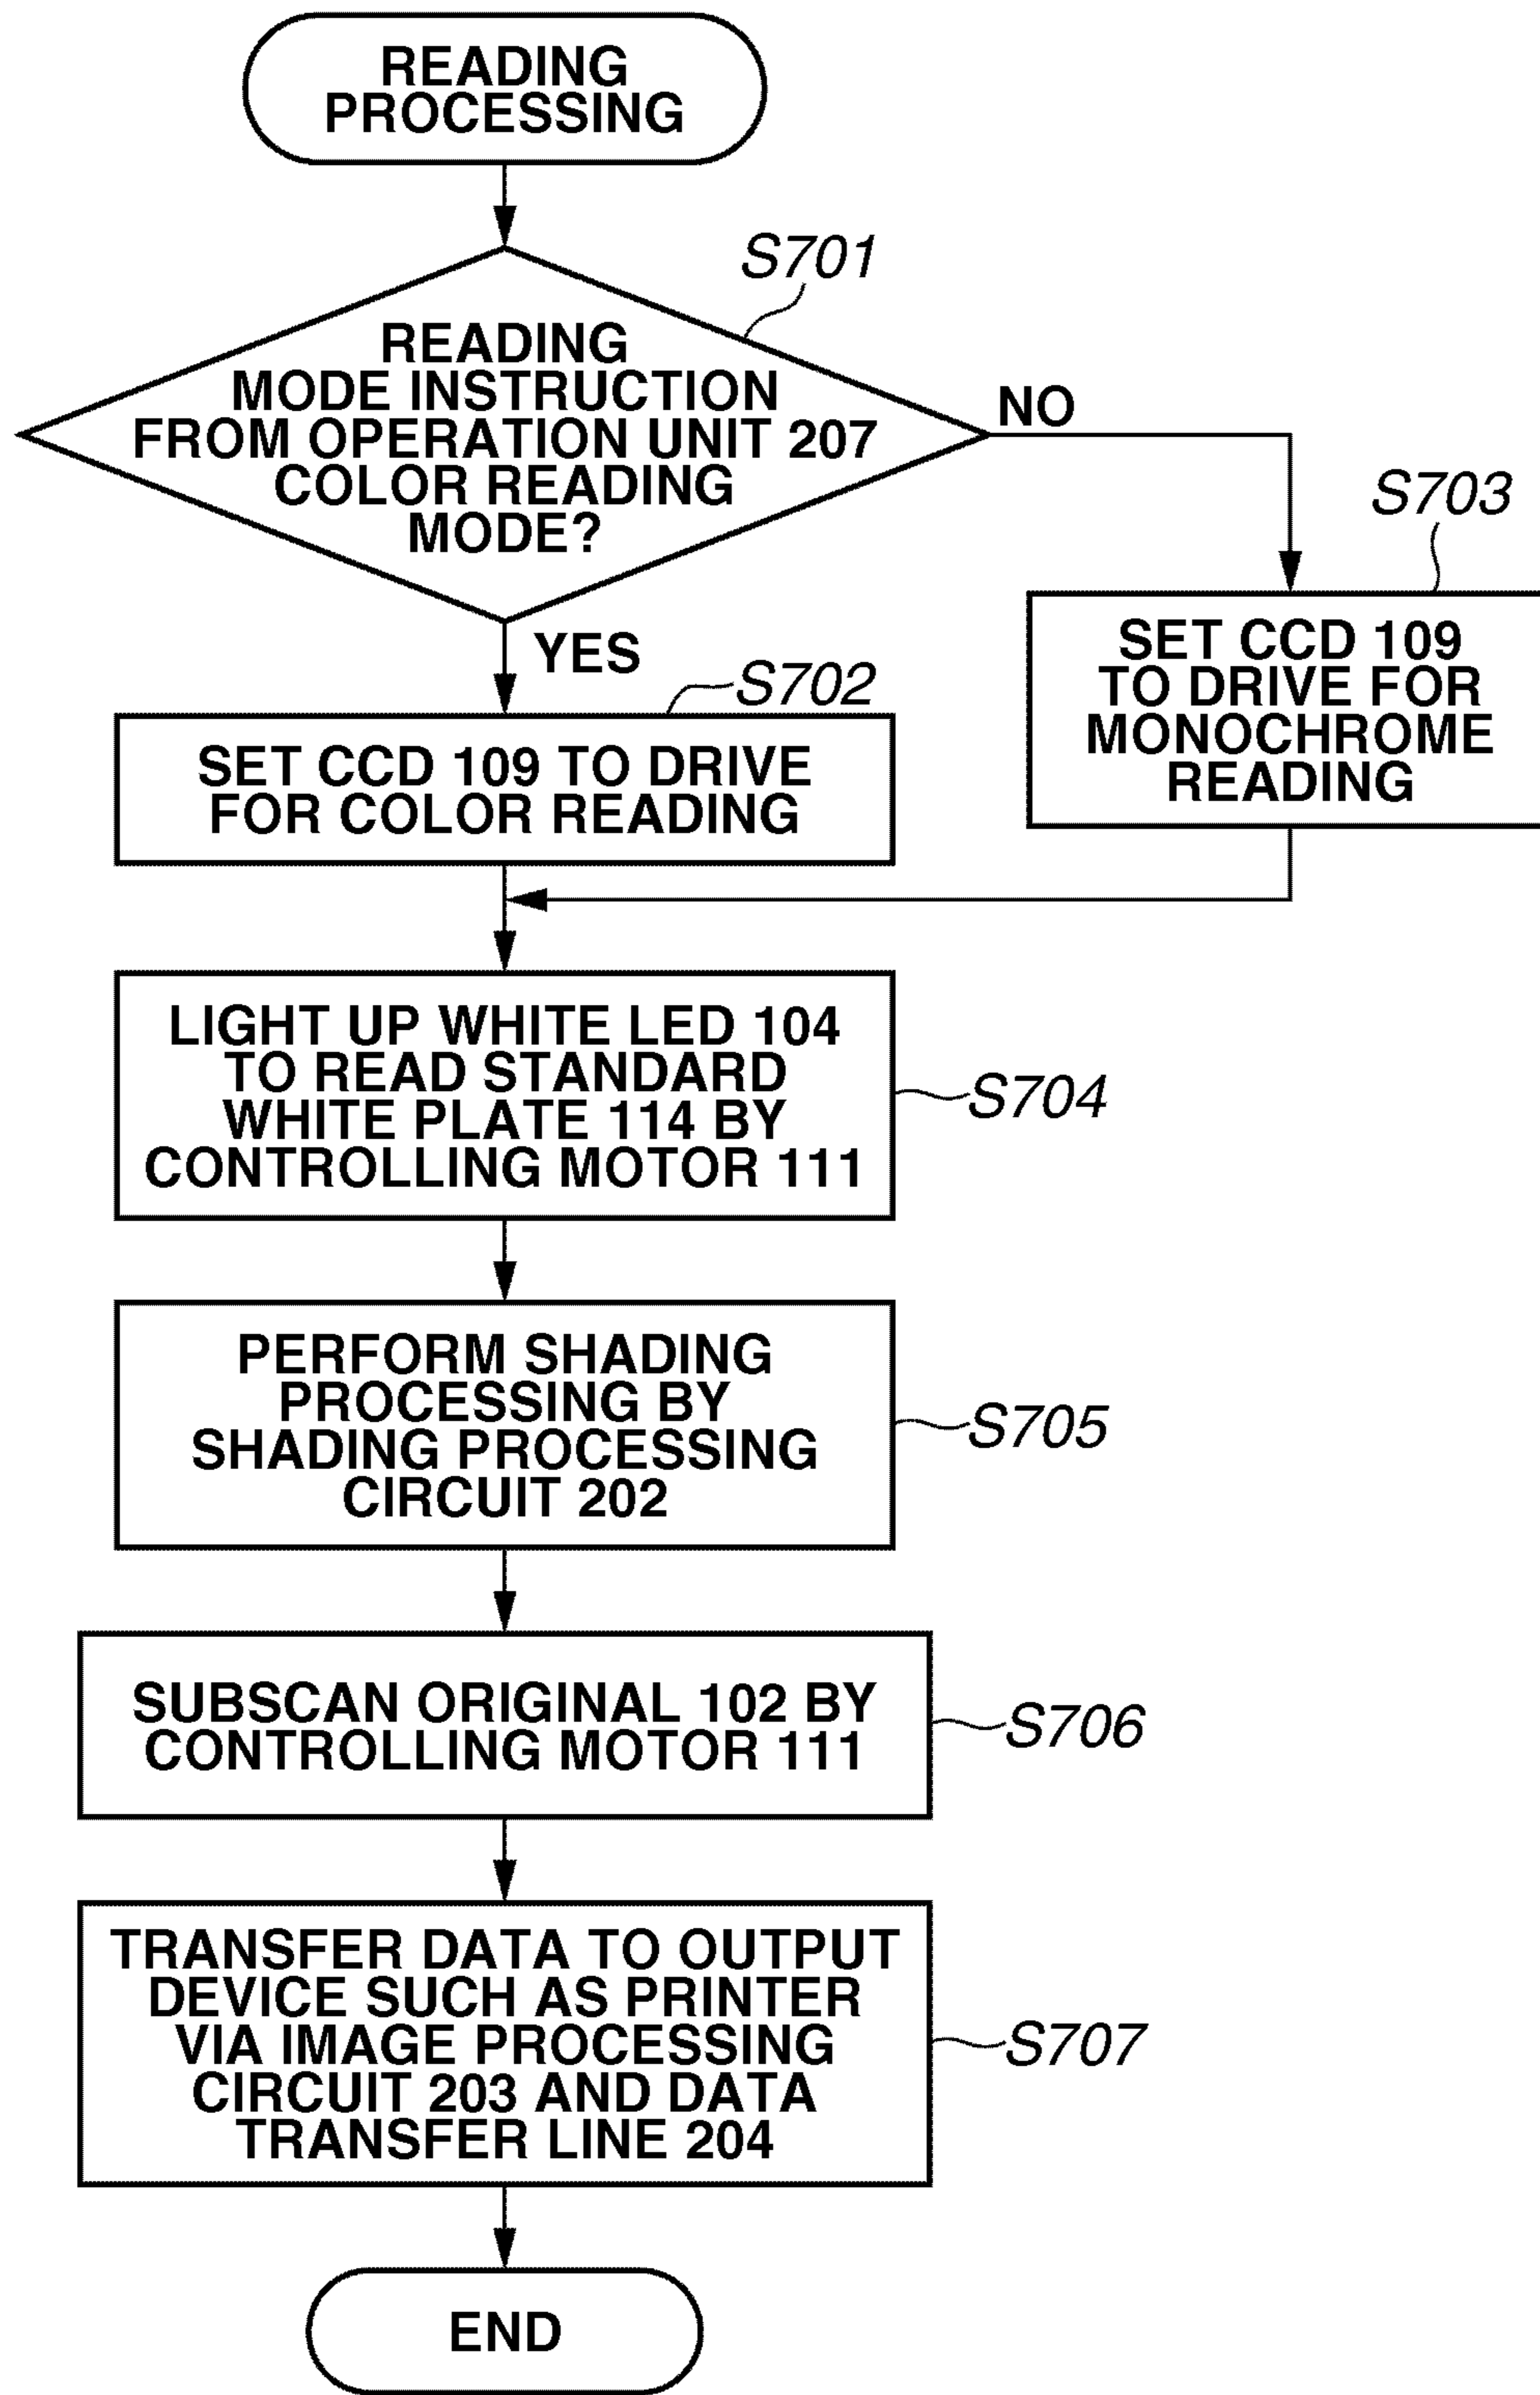 READING
PROCESSING
S701
READING
MODE INSTRUCTION
FROM OPERATION UNIT 207
COLOR READING
MODE?
NO
YES
S703
SET CCD 109
TO DRIVE FOR
MONOCHROME
READING
S702
SET CCD 109 TO DRIVE
FOR COLOR READING
LIGHT UP WHITE LED 104
TO READ STANDARD
WHITE PLATE 114 BY
CONTROLLING MOTOR 111
S704
PERFORM SHADING
PROCESSING BY
SHADING PROCESSING
CIRCUIT 202
S705
SUBSCAN ORIGINAL 102 BY
CONTROLLING MOTOR 111
S706
TRANSFER DATA TO OUTPUT
DEVICE SUCH AS PRINTER
VIA IMAGE PROCESSING
CIRCUIT 203 AND DATA
TRANSFER LINE 204
S707
END